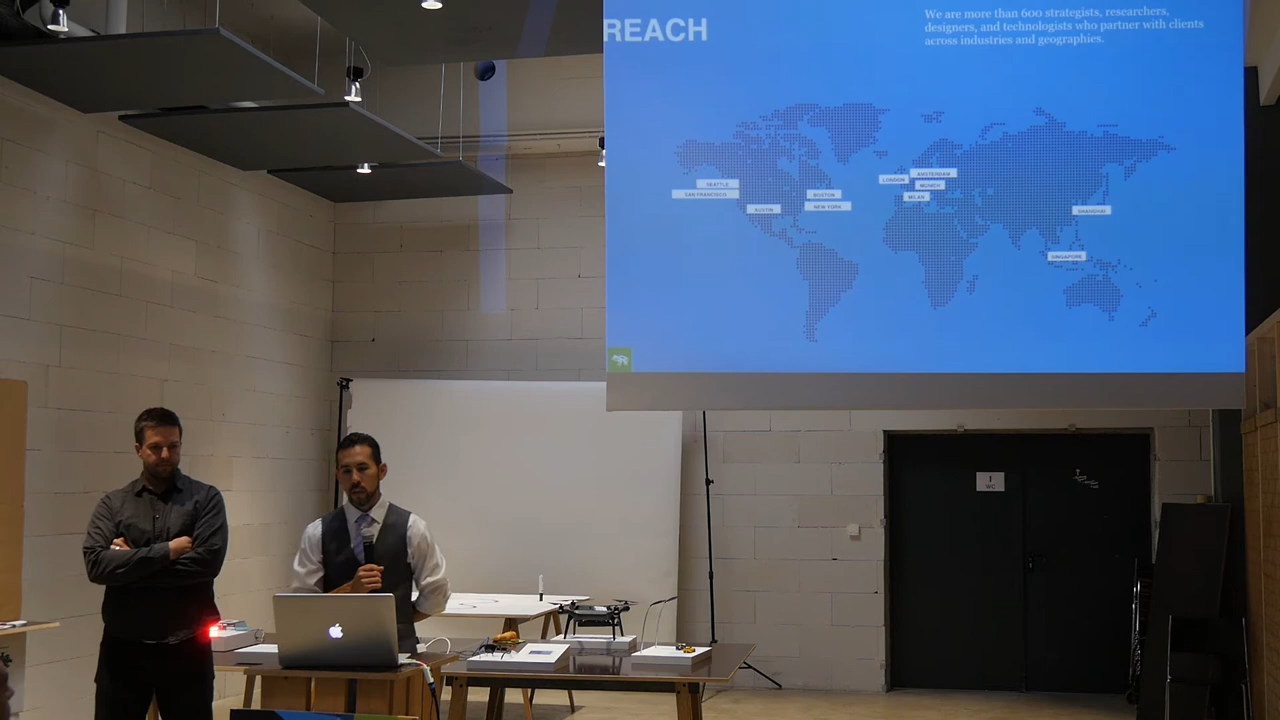 REACH
We are more than 600 strategists, researchers,
designers, and technologists who partner with clients
across industries and geographies.
SEATTLE
SAN FRANCISCO
AUSTIN
BOSTON
NEW YORK
LONDON
AMSTERDAM
MUNICH
MILAN
SHANGHAI
SINGAPORE
WC